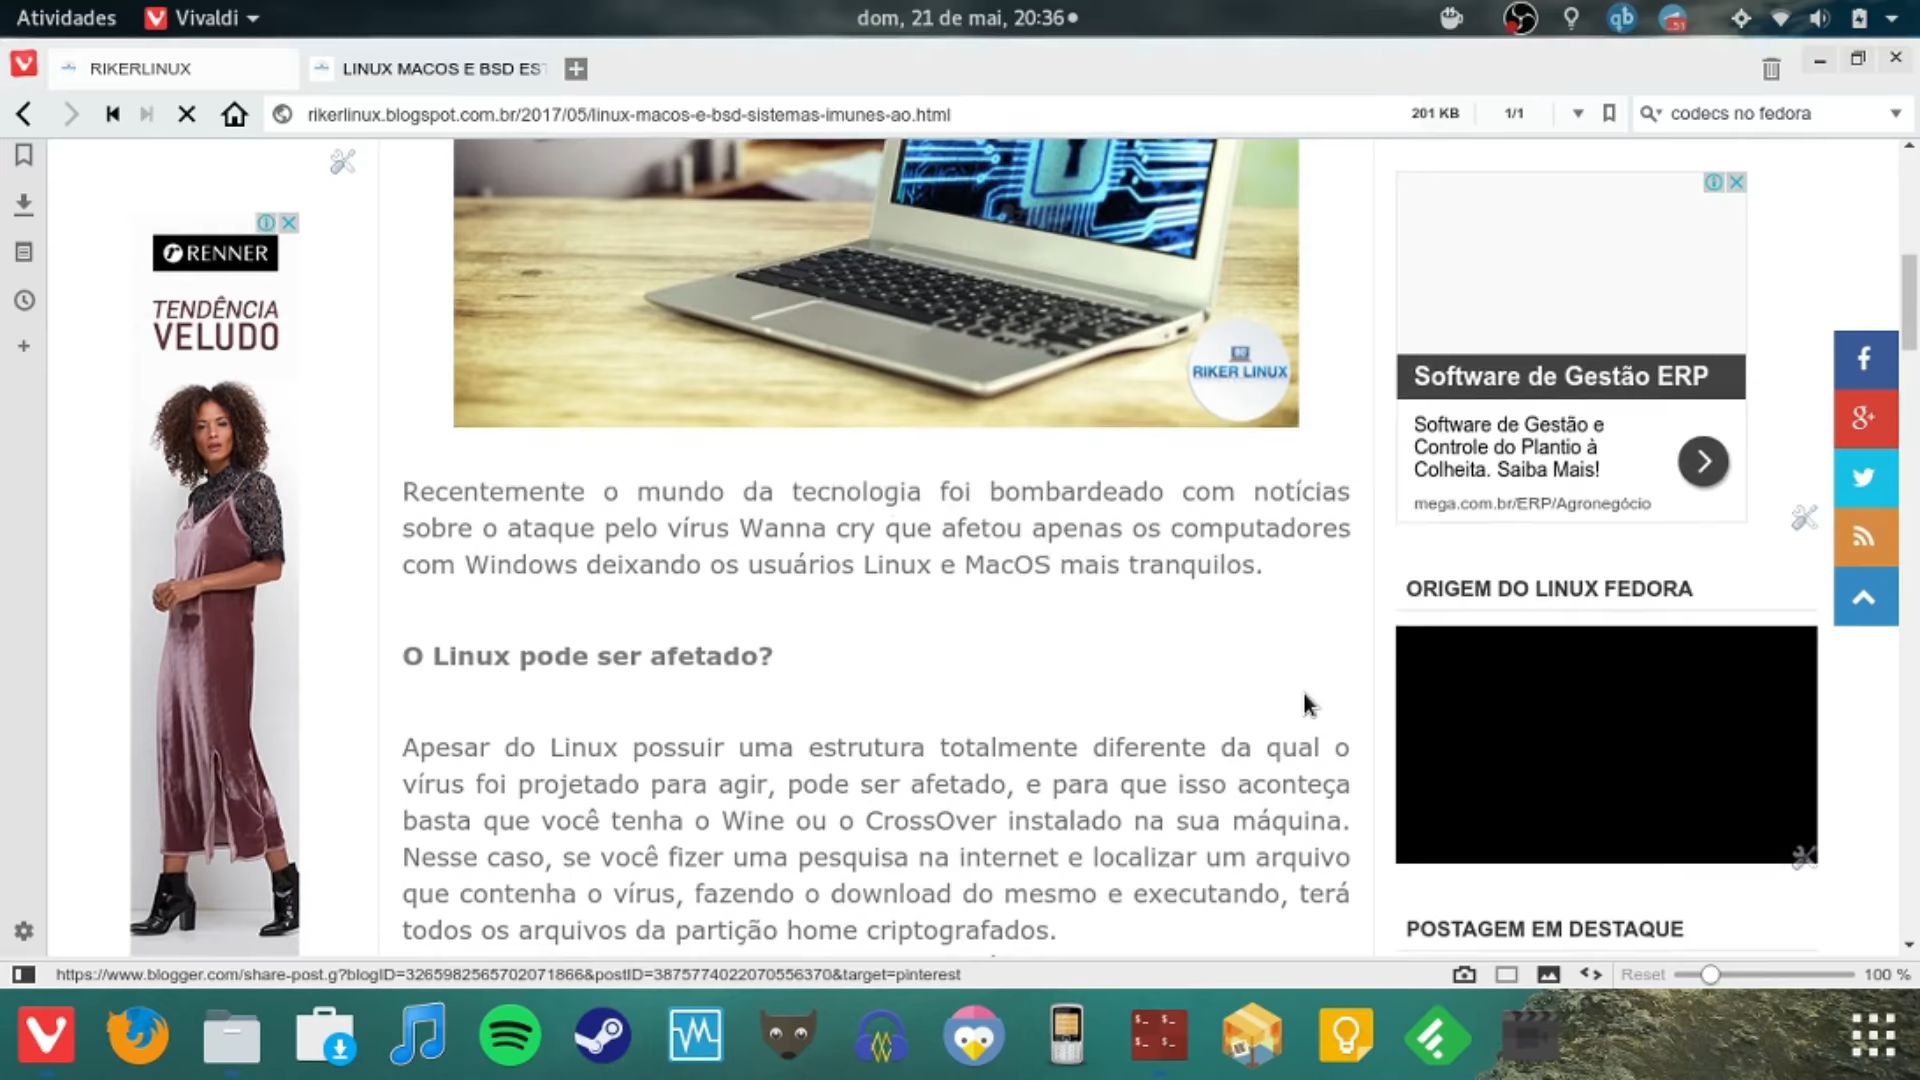 Atividades
Vivaldi
dom, 21 de mai, 20:36
51
RIKERLINUX
LINUX MACOS E BSD EST
rikerlinux.blogspot.com.br/2017/05/linux-macos-e-bsd-sistemas-imunes-ao.html
201 KB
1/1
codecs no fedora
RENNER
TENDÊNCIA
VELUDO
RIKER LINUX
Recentemente o mundo da tecnologia foi bombardeado com notícias
sobre o ataque pelo vírus Wanna cry que afetou apenas os computadores
com Windows deixando os usuários Linux e MacOS mais tranquilos.
O Linux pode ser afetado?
Apesar do Linux possuir uma estrutura totalmente diferente da qual o
vírus foi projetado para agir, pode ser afetado, e para que isso aconteça
basta que você tenha o Wine ou o CrossOver instalado na sua máquina.
Nesse caso, se você fizer uma pesquisa na internet e localizar um arquivo
que contenha o vírus, fazendo o download do mesmo e executando, terá
todos os arquivos da partição home criptografados.
Software de Gestão ERP
Software de Gestão e
Controle do Plantio à
Colheita. Saiba Mais!
mega.com.br/ERP/Agronegócio
ORIGEM DO LINUX FEDORA
POSTAGEM EM DESTAQUE
https://www.blogger.com/share-post.g?blogID=3265982565702071866&postID=3875774022070556370&target=pinterest
Reset
100 %